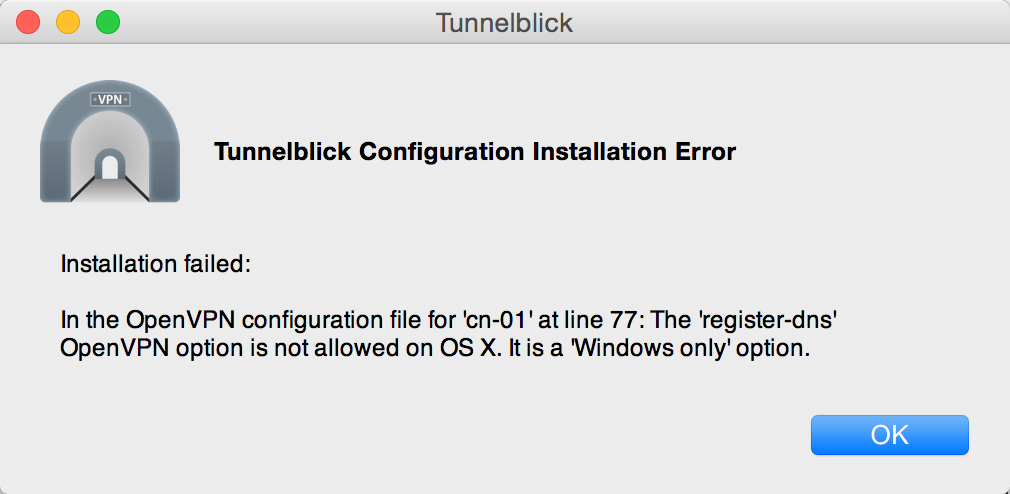 Tunnelblick
VPN
Tunnelblick Configuration Installation Error
Installation failed:
In the OpenVPN configuration file for 'cn-01' at line 77: The 'register-dns'
OpenVPN option is not allowed on OS X. It is a 'Windows only' option.
OK